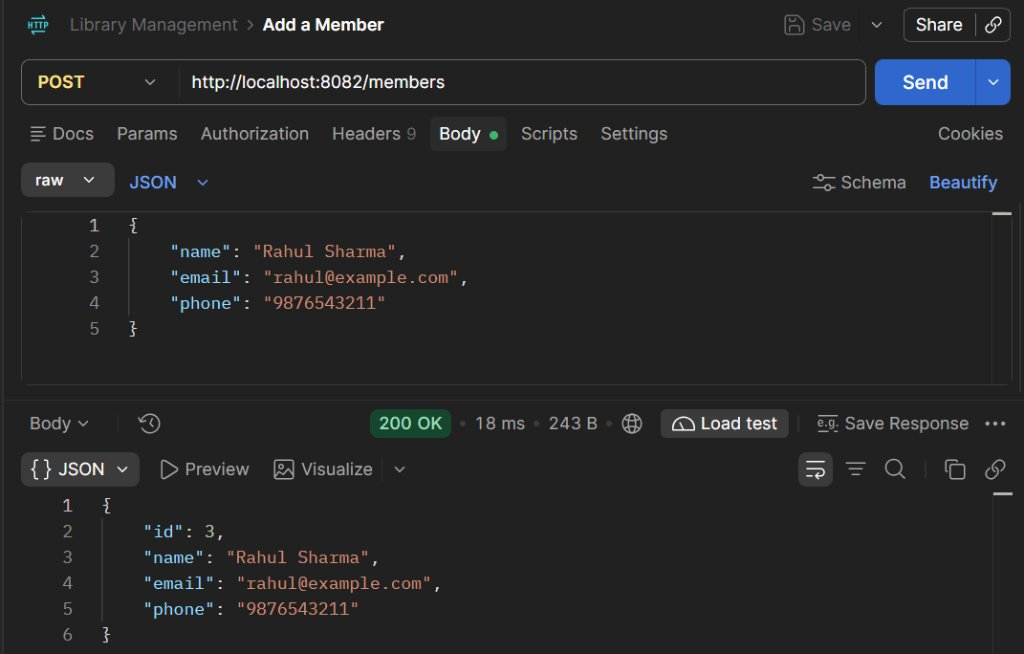 HTTP Library Management > Add a Member Save Share
POST http://localhost:8082/members Send
Docs Params Authorization Headers 9 Body Scripts Settings Cookies
raw JSON Schema Beautify
1 {
2 "name": "Rahul Sharma",
3 "email": "rahul@example.com",
4 "phone": "9876543211"
5 }
Body 200 OK • 18 ms • 243 B • Load test e.g. Save Response
{} JSON Preview Visualize
1 {
2 "id": 3,
3 "name": "Rahul Sharma",
4 "email": "rahul@example.com",
5 "phone": "9876543211"
6 }